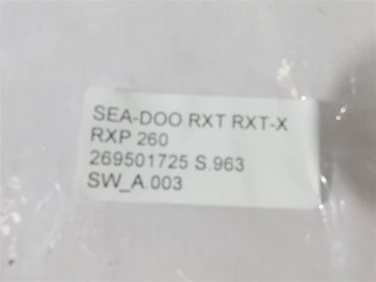 SEA-DOO RXT RXT-X
RXP 260
269501725 S.963
SW_A.003